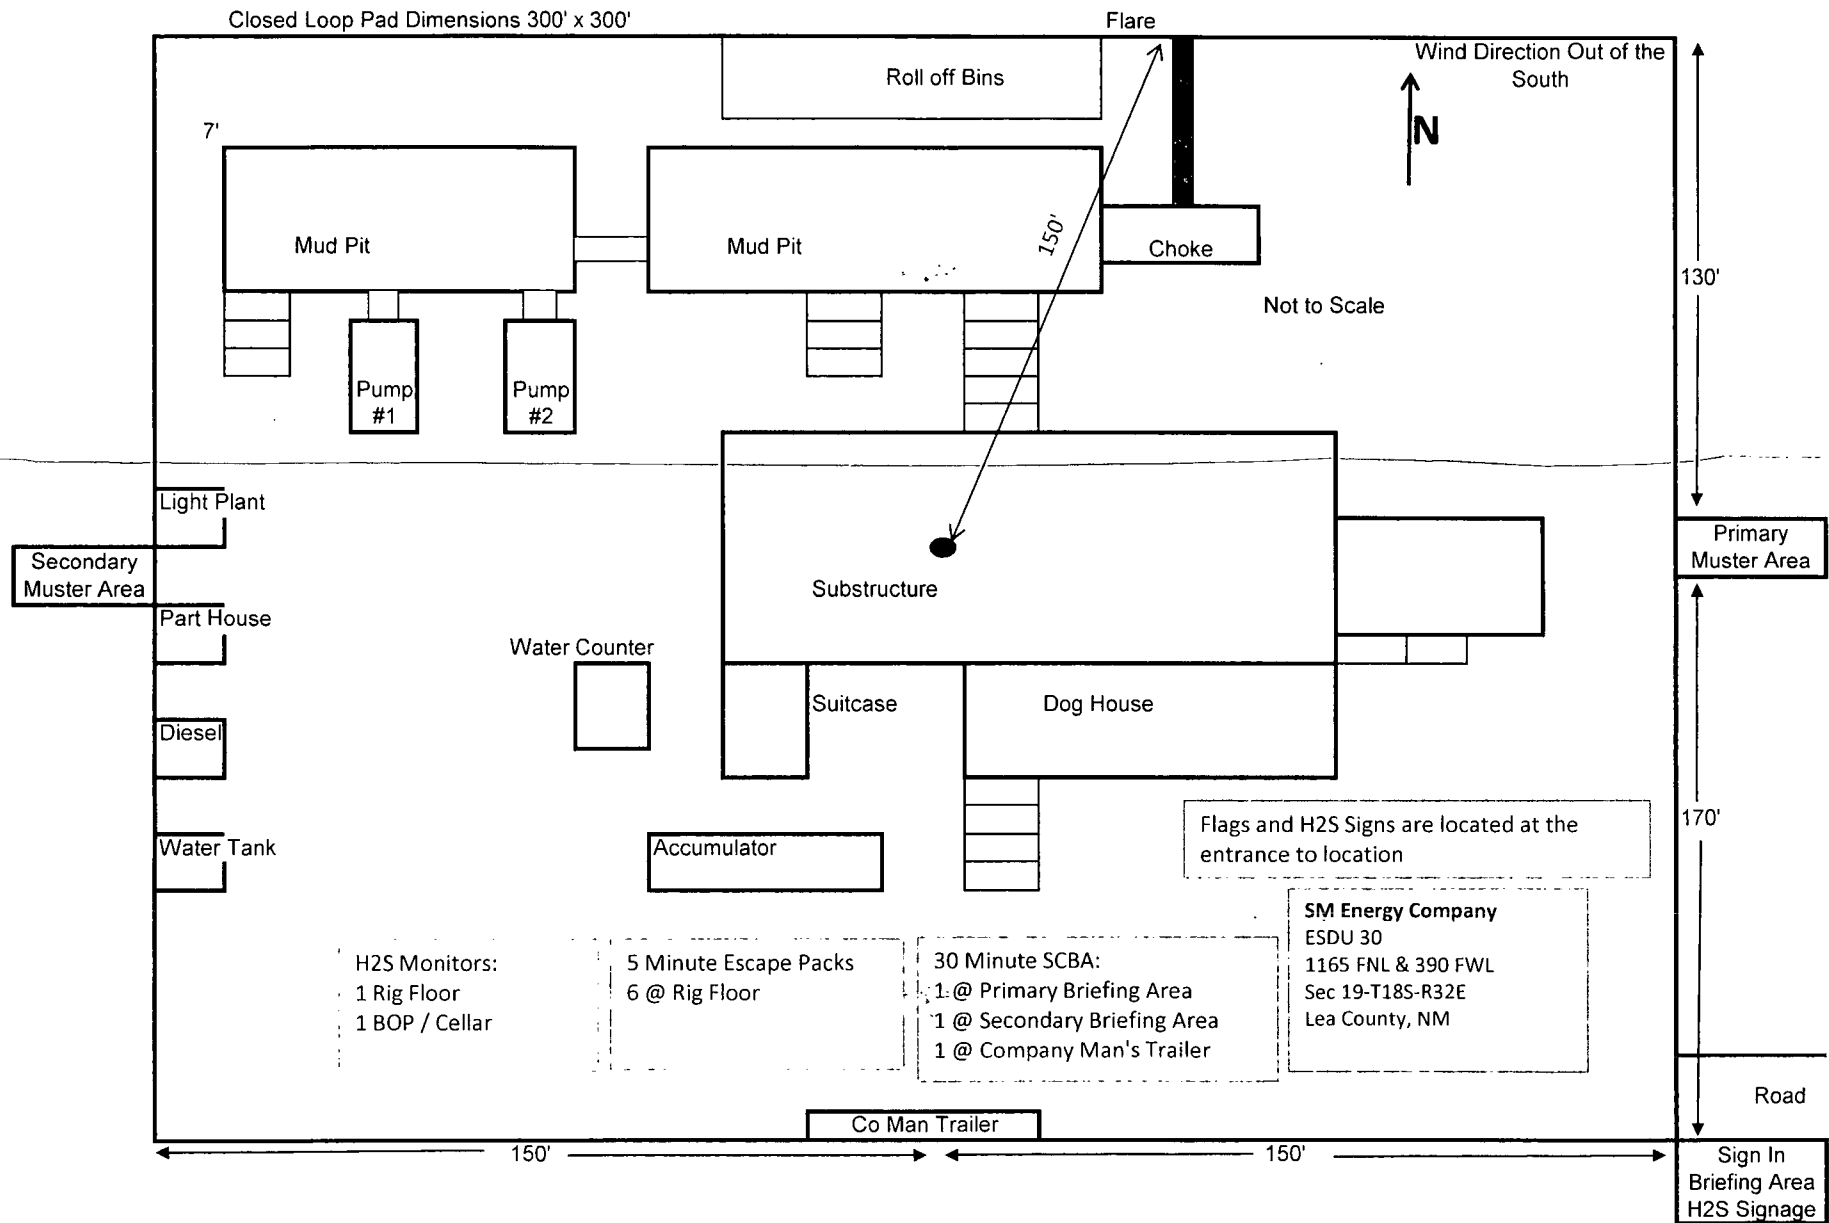 Closed Loop Pad Dimensions 300' x 300'
Flare
Wind Direction Out of the
South
Roll off Bins
N
7'
Mud Pit
Mud Pit
150'
Choke
130'
Not to Scale
Pump
#1
Pump
#2
Light Plant
Secondary
Muster Area
Primary
Muster Area
Substructure
Part House
Water Counter
Suitcase
Dog House
Diesel
170'
Flags and H2S Signs are located at the
entrance to location
Water Tank
Accumulator
SM Energy Company
ESDU 30
1165 FNL & 390 FWL
Sec 19-T18S-R32E
Lea County, NM
H2S Monitors:
1 Rig Floor
1 BOP / Cellar
5 Minute Escape Packs
6 @ Rig Floor
30 Minute SCBA:
1 @ Primary Briefing Area
1 @ Secondary Briefing Area
1 @ Company Man's Trailer
Road
Co Man Trailer
150'
150'
Sign In
Briefing Area
H2S Signage